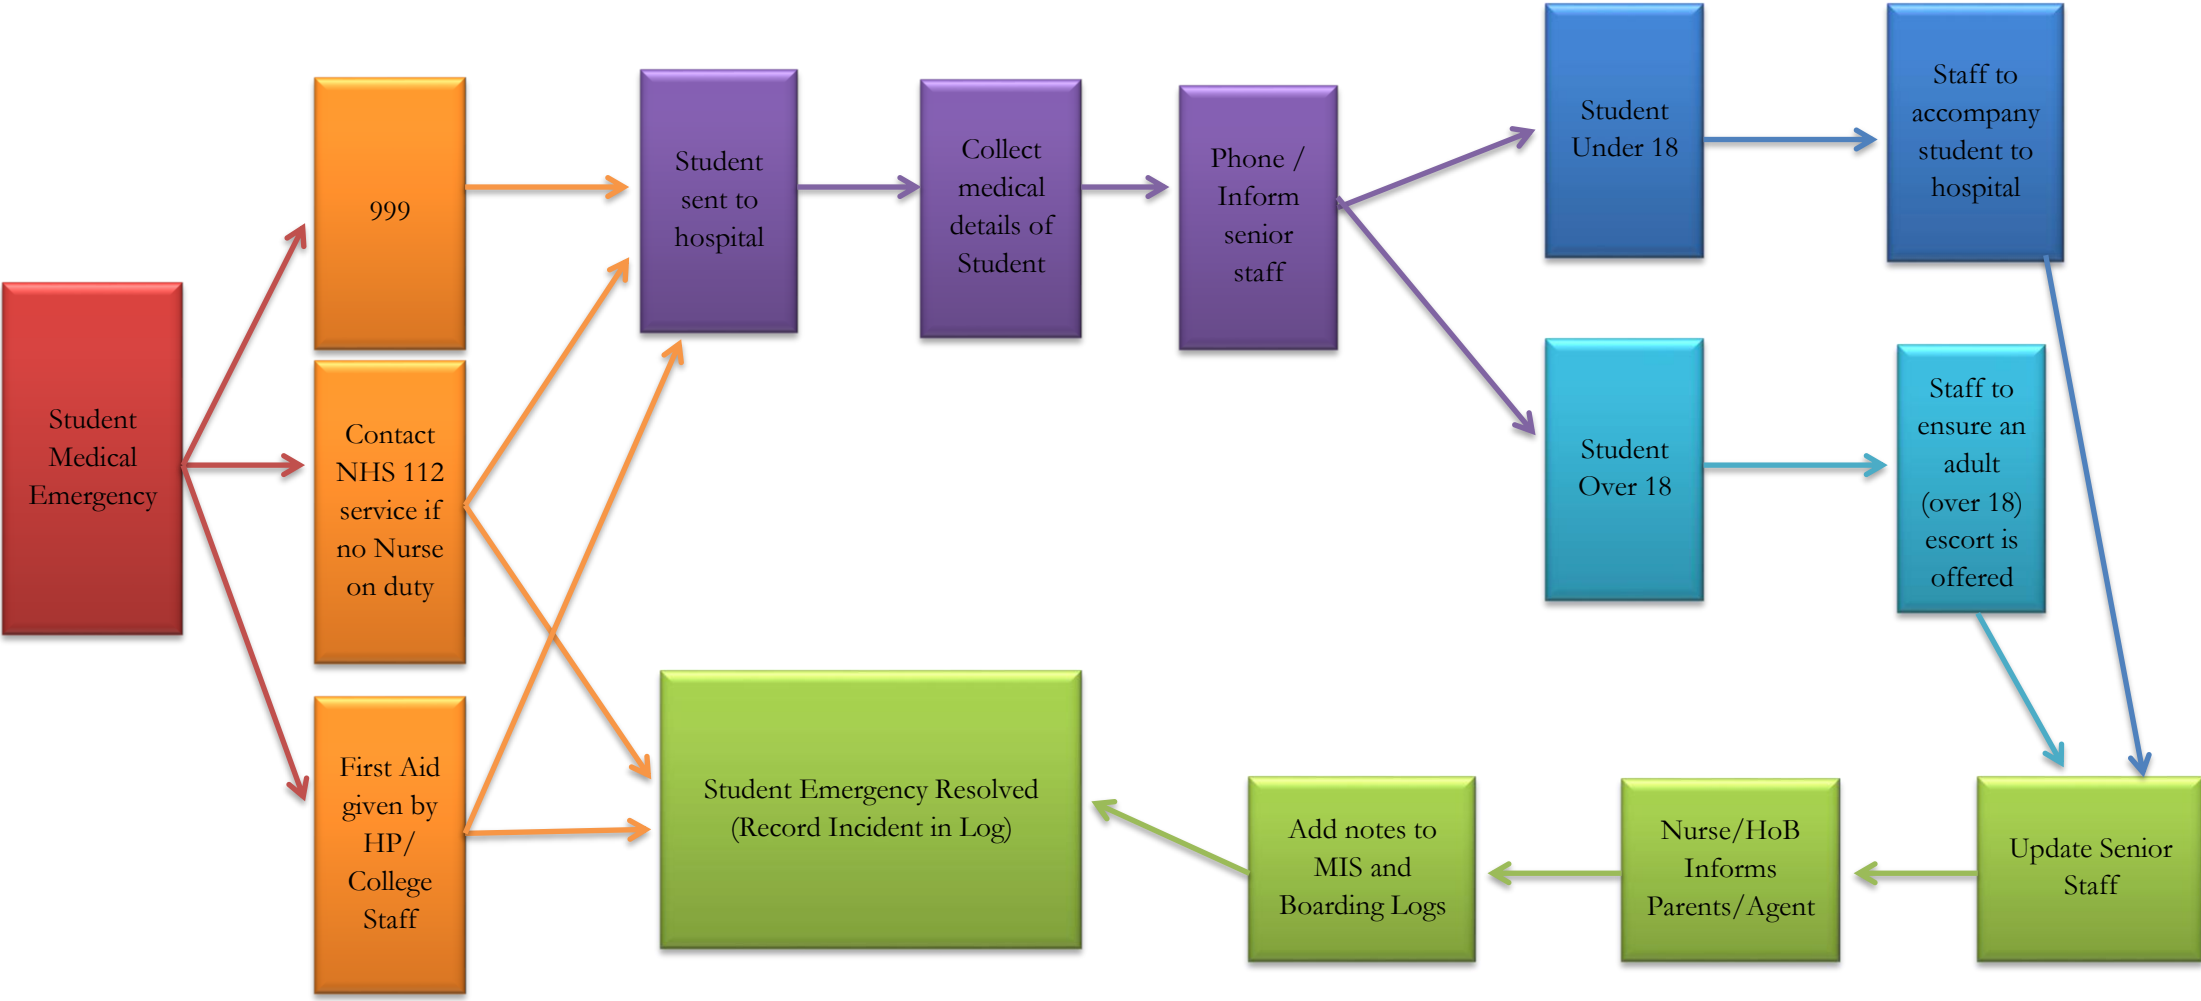 Student
Medical
Emergency
999
Contact
NHS 112
service if
no Nurse
on duty
First Aid
given by
HP/
College
Staff
Student
sent to
hospital
Collect
medical
details of
Student
Phone /
Inform
senior
staff
Student
Under 18
Staff to
accompany
student to
hospital
Student
Over 18
Staff to
ensure an
adult
(over 18)
escort is
offered
Update Senior
Staff
Nurse/HoB
Informs
Parents/Agent
Add notes to
MIS and
Boarding Logs
Student Emergency Resolved
(Record Incident in Log)